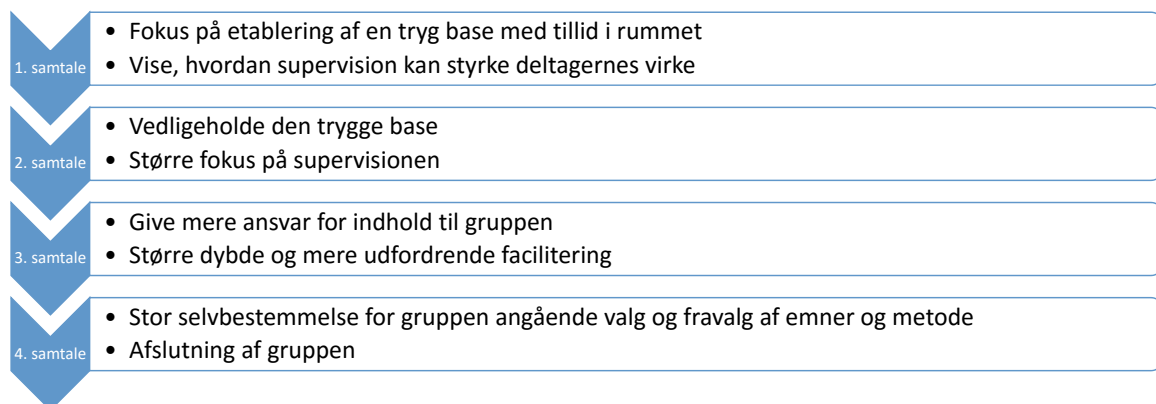 1. samtale
• Fokus på etablering af en tryg base med tillid i rummet
• Vise, hvordan supervision kan styrke deltagernes virke
2. samtale
• Vedligeholde den trygge base
• Større fokus på supervisionen
3. samtale
• Give mere ansvar for indhold til gruppen
• Større dybde og mere udfordrende facilitering
4. samtale
• Stor selvbestemmelse for gruppen angående valg og fravalg af emner og metode
• Afslutning af gruppen